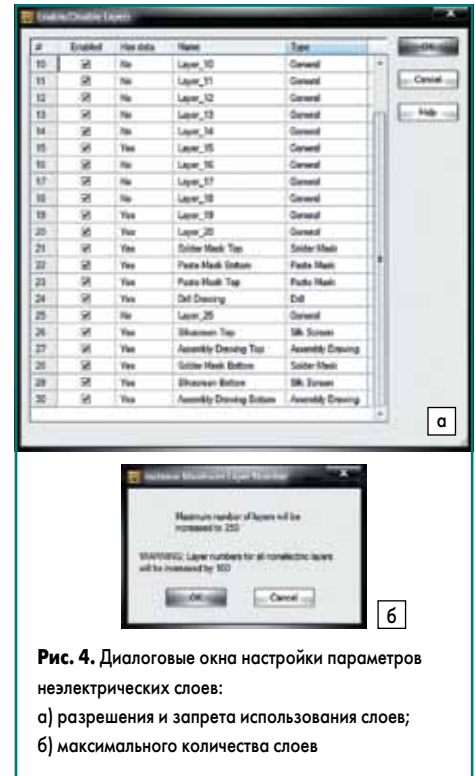 Enable/Disable Layers
# Enabled Has data Name Type
10 No Layer_10 General
11 No Layer_11 General
12 No Layer_12 General
13 No Layer_13 General
14 No Layer_14 General
15 Yes Layer_15 General
16 No Layer_16 General
17 No Layer_17 General
18 No Layer_18 General
19 Yes Layer_19 General
20 Yes Layer_20 General
21 Yes Solder Mask Top Solder Mask
22 Yes Paste Mask Bottom Paste Mask
23 Yes Paste Mask Top Paste Mask
24 Yes Drill Drawing Drill
25 No Layer_25 General
26 Yes Silkscreen Top Silk Screen
27 Yes Assembly Drawing Top Assembly Drawing
28 Yes Solder Mask Bottom Solder Mask
29 Yes Silkscreen Bottom Silk Screen
30 Yes Assembly Drawing Bottom Assembly Drawing
OK
Cancel
Help
а
Increase Maximum Layer Number
Maximum number of layers will be
increased to 250
WARNING: Layer numbers for all nonelectric layers
will be increased by 100
OK Cancel
б
Рис. 4. Диалоговые окна настройки параметров
неэлектрических слоев:
а) разрешения и запрета использования слоев;
б) максимального количества слоев